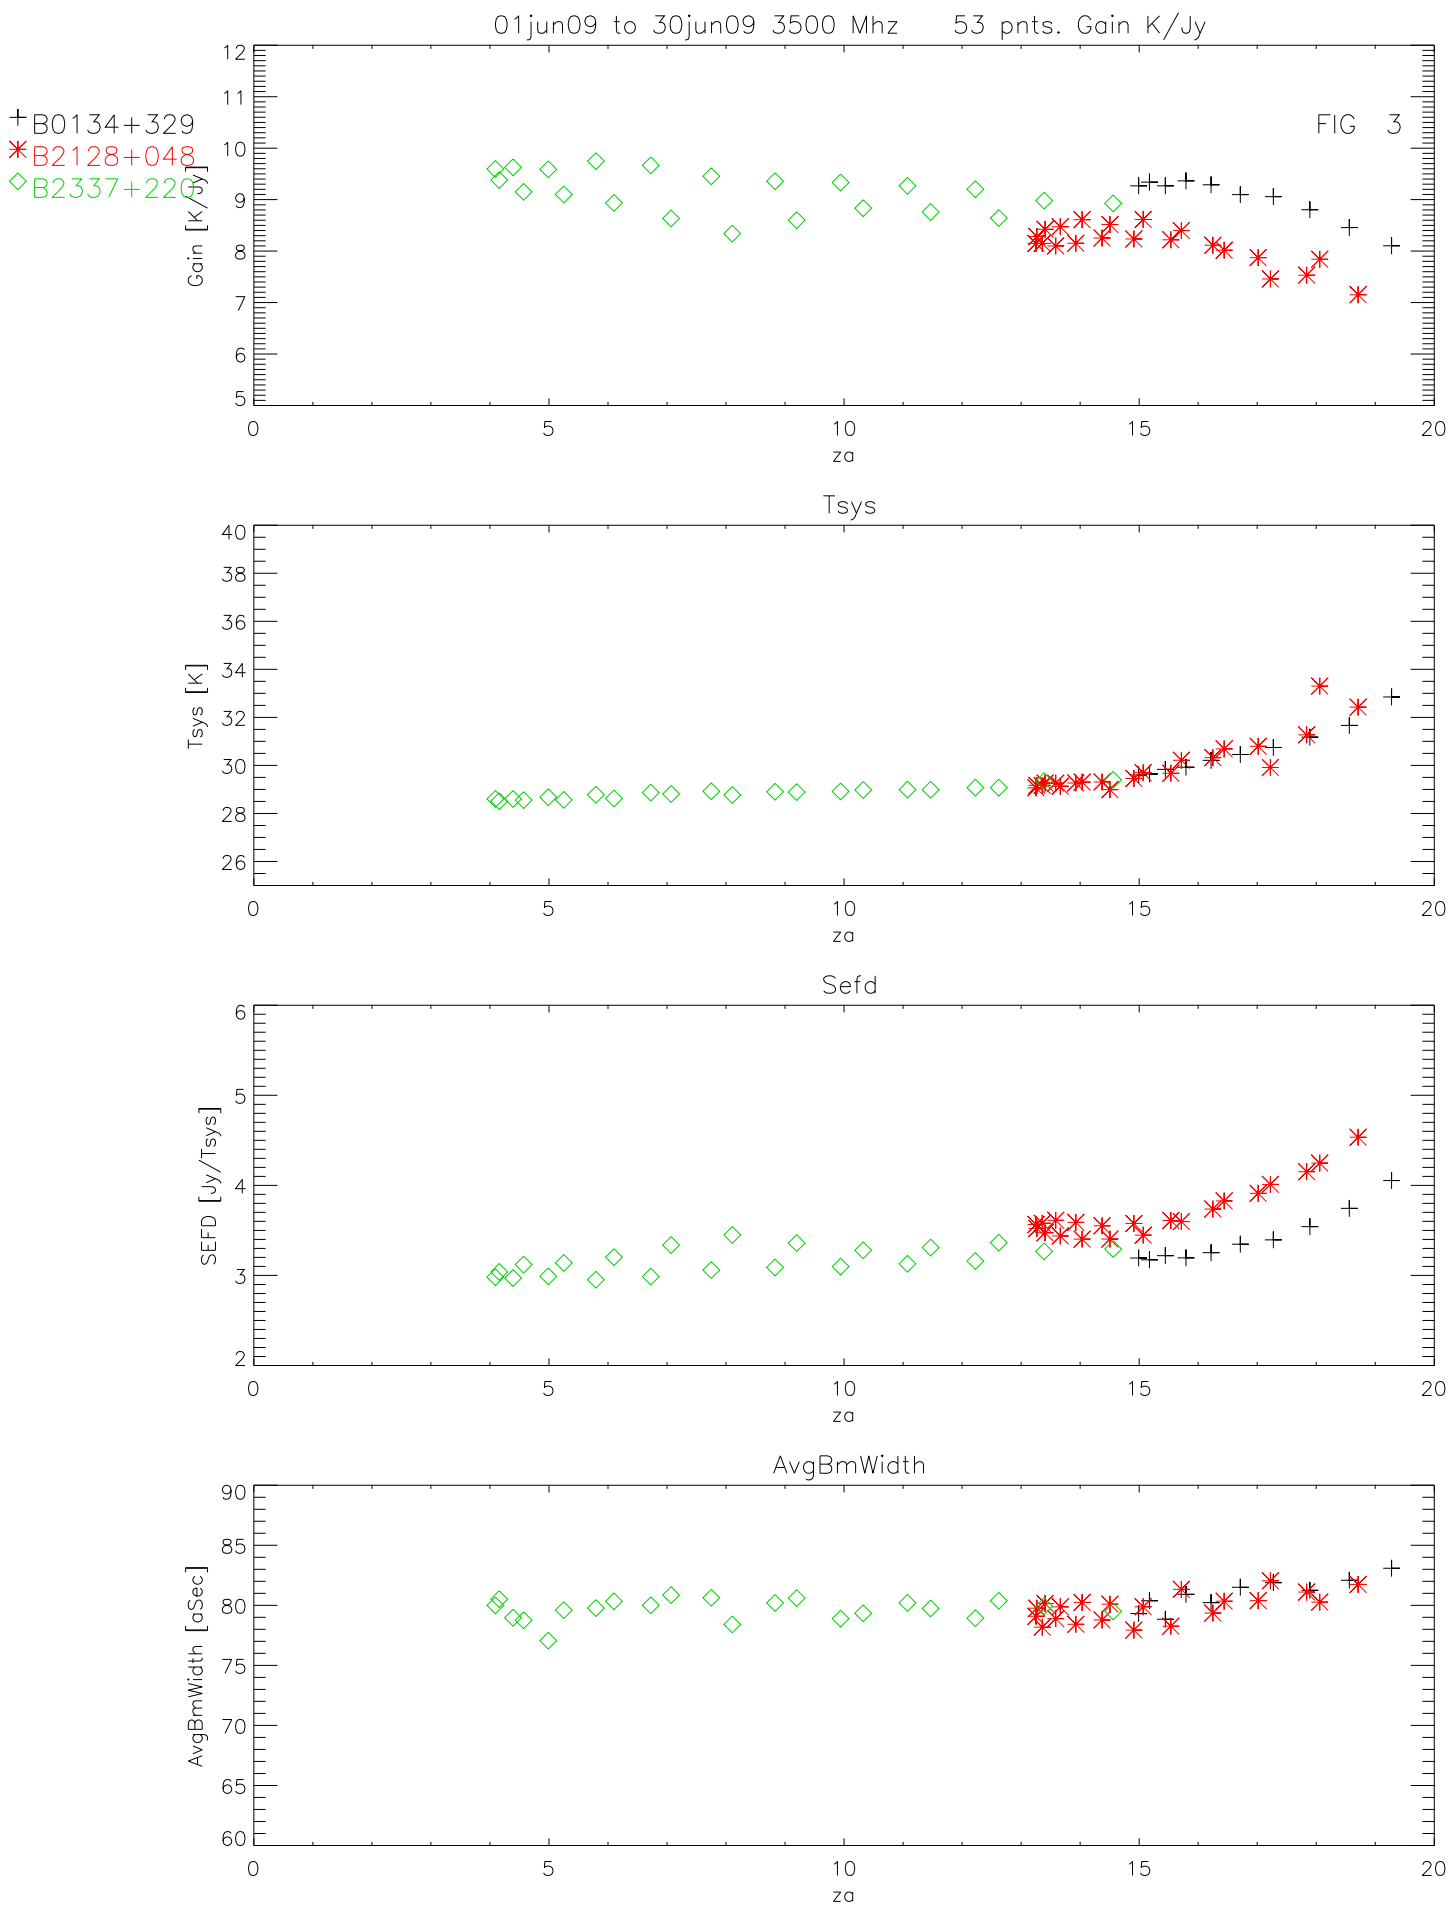 01jun09 to 30jun09 3500 Mhz 53 pnts. Gain K/Jy
B0134+329
B2128+048
B2337+220
FIG 3
Gain [K/Jy]
12
11
10
9
8
7
6
5
0 5 10 15 20
za
Tsys
Tsys [K]
40
38
36
34
32
30
28
26
0 5 10 15 20
za
Sefd
SEFD [Jy/Tsys]
6
5
4
3
2
0 5 10 15 20
za
AvgBmWidth
AvgBmWidth [aSec]
90
85
80
75
70
65
60
0 5 10 15 20
za